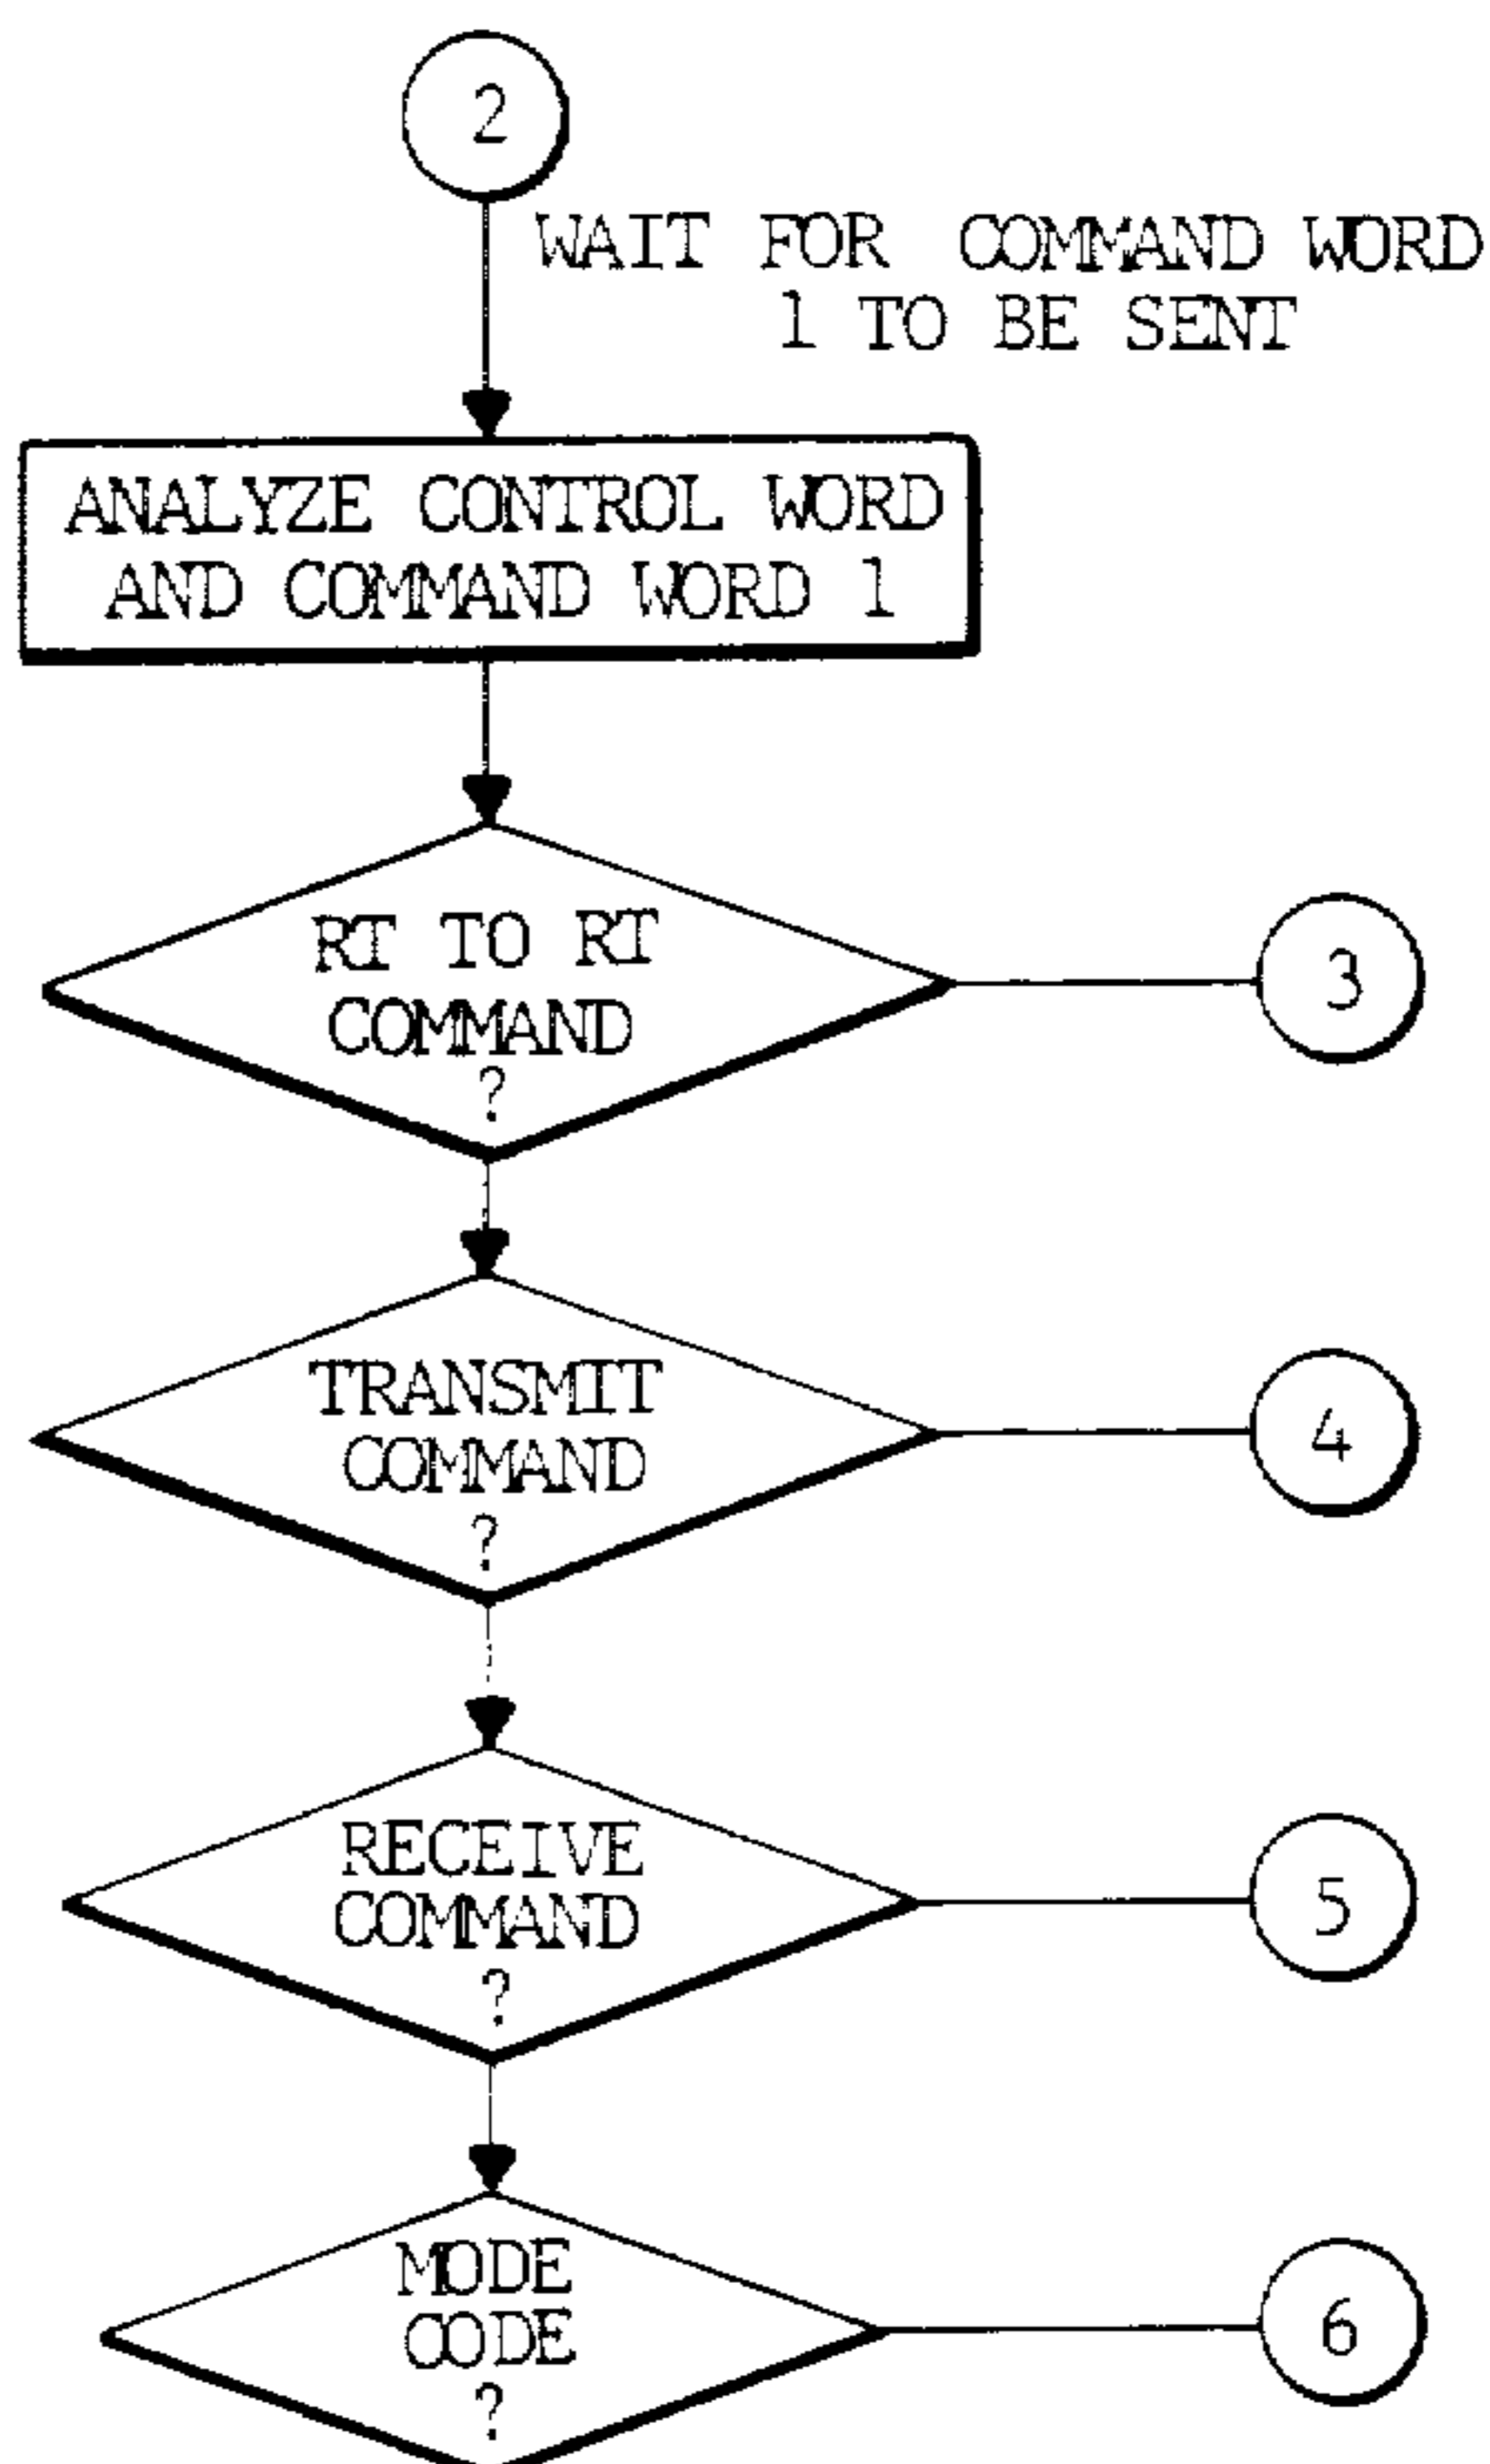 2
WAIT FOR COMMAND WORD
1 TO BE SENT
ANALYZE CONTROL WORD
AND COMMAND WORD 1
RT TO RT
COMMAND
?
3
TRANSMIT
COMMAND
?
4
RECEIVE
COMMAND
?
5
MODE
CODE
?
6